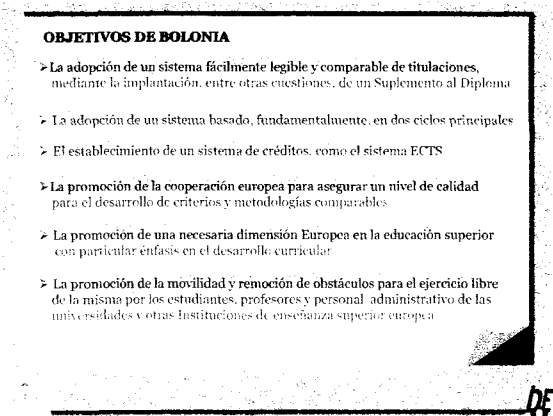 OBJETIVOS DE BOLONIA
➢ La adopción de un sistema fácilmente legible y comparable de titulaciones,
mediante la implantación, entre otras cuestiones, de un Suplemento al Diploma
➢ La adopción de un sistema basado, fundamentalmente, en dos ciclos principales
➢ El establecimiento de un sistema de créditos, como el sistema ECTS
➢ La promoción de la cooperación europea para asegurar un nivel de calidad
para el desarrollo de criterios y metodologías comparables
➢ La promoción de una necesaria dimensión Europea en la educación superior
con particular énfasis en el desarrollo curricular
➢ La promoción de la movilidad y remoción de obstáculos para el ejercicio libre
de la misma por los estudiantes, profesores y personal administrativo de las
universidades y otras Instituciones de enseñanza superior europea
DE